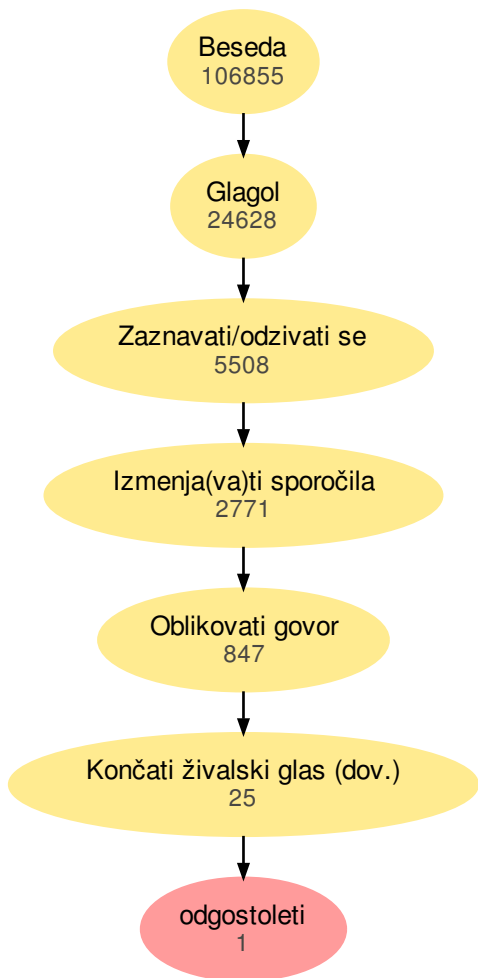 Beseda
106855
Glagol
24628
Zaznavati/odzivati se
5508
Izmenja(va)ti sporočila
2771
Oblikovati govor
847
Končati živalski glas (dov.)
25
odgostoleti
1